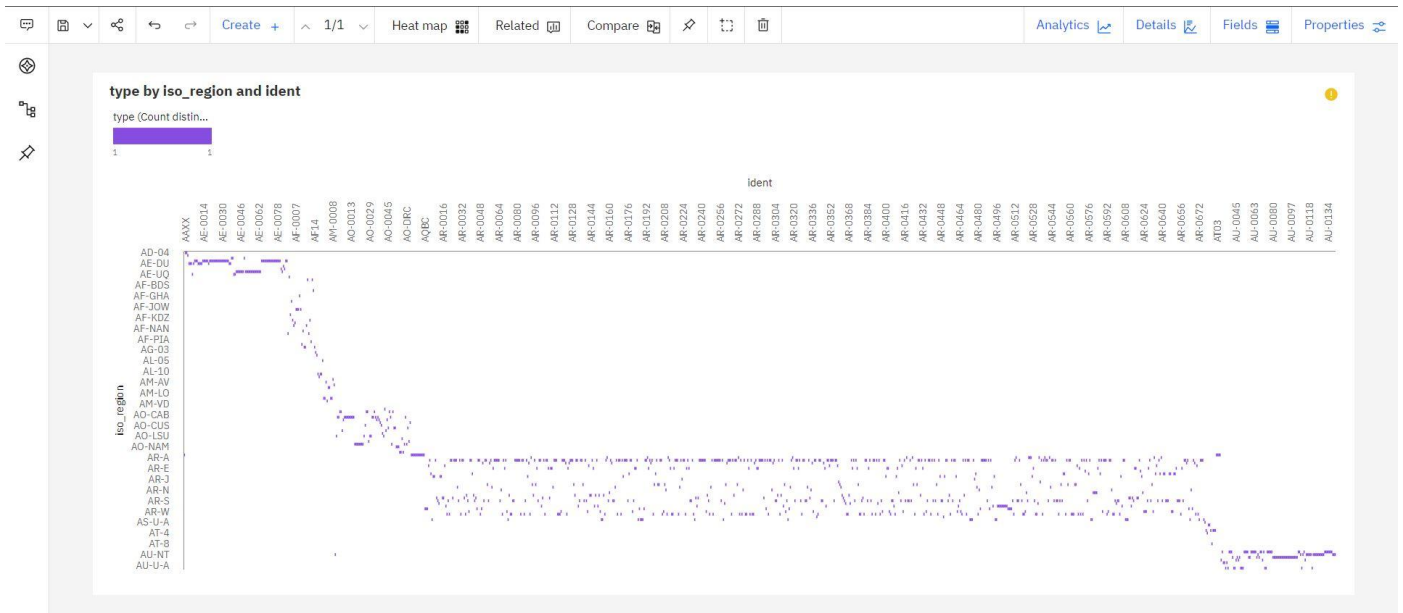 Create + 1/1 Heat map Related Compare Analytics Details Fields Properties
type by iso_region and ident
type (Count distin...
1 1
ident
AAXX AE-0014 AE-0030 AE-0046 AE-0062 AE-0078 AF-0007 AF14 AM-0008 AO-0013 AO-0029 AO-0045 AO-DRC AQBC AR-0016 AR-0032 AR-0048 AR-0064 AR-0080 AR-0096 AR-0112 AR-0128 AR-0144 AR-0160 AR-0176 AR-0192 AR-0208 AR-0224 AR-0240 AR-0256 AR-0272 AR-0288 AR-0304 AR-0320 AR-0336 AR-0352 AR-0368 AR-0384 AR-0400 AR-0416 AR-0432 AR-0448 AR-0464 AR-0480 AR-0496 AR-0512 AR-0528 AR-0544 AR-0560 AR-0576 AR-0592 AR-0608 AR-0624 AR-0640 AR-0656 AR-0672 AT03 AU-0045 AU-0063 AU-0080 AU-0097 AU-0118 AU-0134
iso_region
AD-04
AE-DU
AE-UQ
AF-BDS
AF-GHA
AF-JOW
AF-KDZ
AF-NAN
AF-PIA
AG-03
AL-05
AL-10
AM-AV
AM-LO
AM-VD
AO-CAB
AO-CUS
AO-LSU
AO-NAM
AR-A
AR-E
AR-J
AR-N
AR-S
AR-W
AS-U-A
AT-4
AT-8
AU-NT
AU-U-A